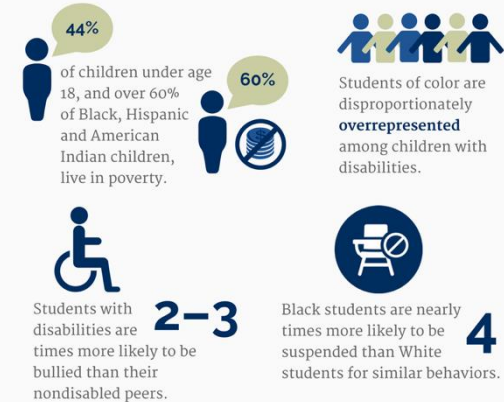 44%
of children under age
18, and over 60%
of Black, Hispanic
and American
Indian children,
live in poverty.
60%
Students of color are
disproportionately
overrepresented
among children with
disabilities.
Students with
disabilities are 2–3
times more likely to be
bullied than their
nondisabled peers.
Black students are nearly 4
times more likely to be
suspended than White
students for similar behaviors.